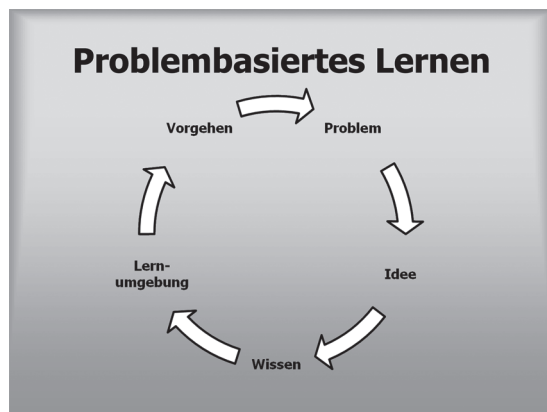 Problembasiertes Lernen
Vorgehen
Problem
Idee
Wissen
Lern-
umgebung